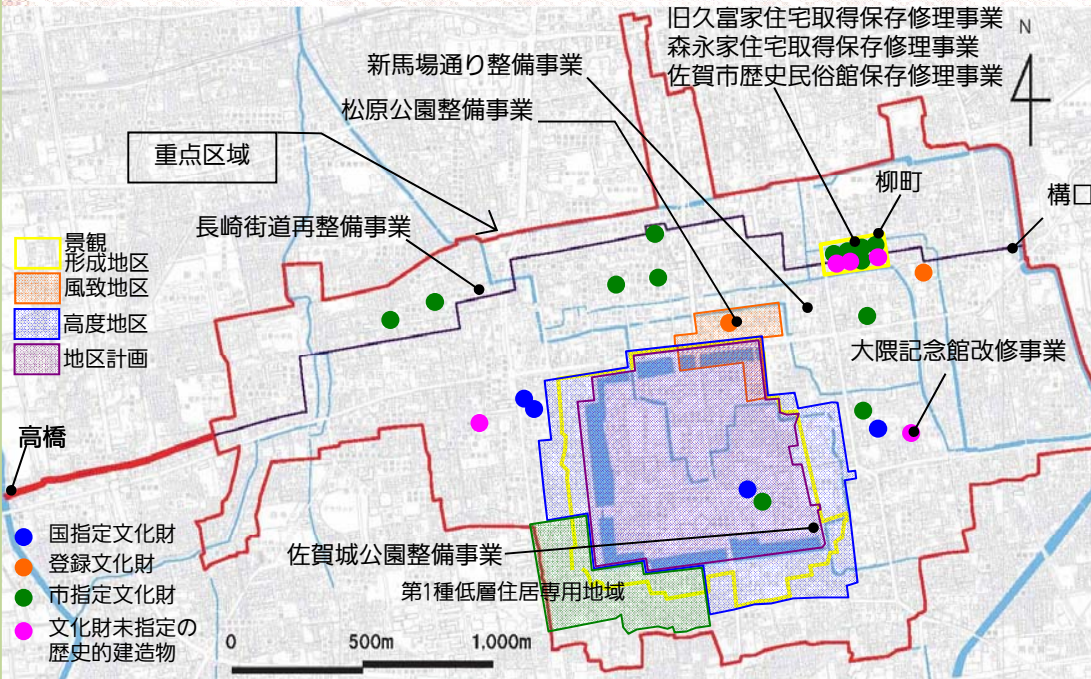 旧久富家住宅取得保存修理事業
森永家住宅取得保存修理事業
佐賀市歴史民俗館保存修理事業
N
新馬場通り整備事業
松原公園整備事業
重点区域
柳町
構口
長崎街道再整備事業
景観
形成地区
風致地区
高度地区
地区計画
大隈記念館改修事業
高橋
国指定文化財
登録文化財
市指定文化財
文化財未指定の
歴史的建造物
佐賀城公園整備事業
第1種低層住居専用地域
0 500m 1,000m